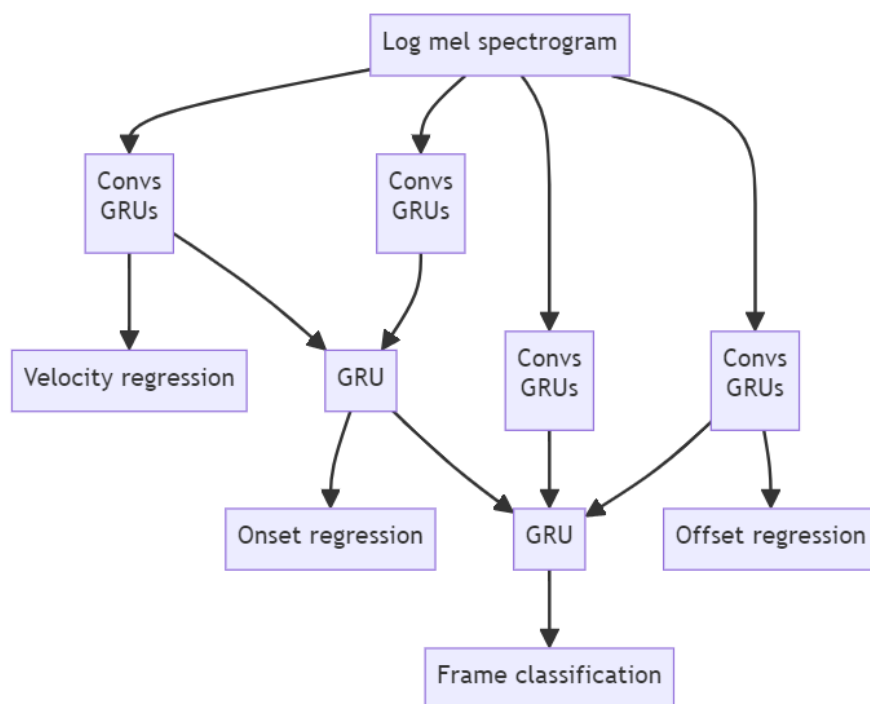 Log mel spectrogram
Convs
GRUs
Convs
GRUs
Convs
GRUs
Convs
GRUs
Velocity regression
GRU
Onset regression
GRU
Offset regression
Frame classification